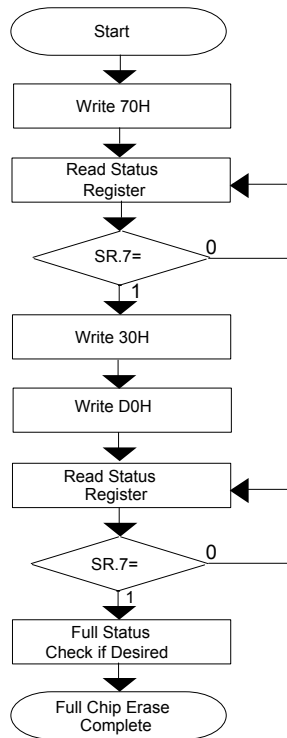 Start
Write 70H
Read Status
Register
SR.7=
0
1
Write 30H
Write D0H
Read Status
Register
SR.7=
0
1
Full Status
Check if Desired
Full Chip Erase
Complete